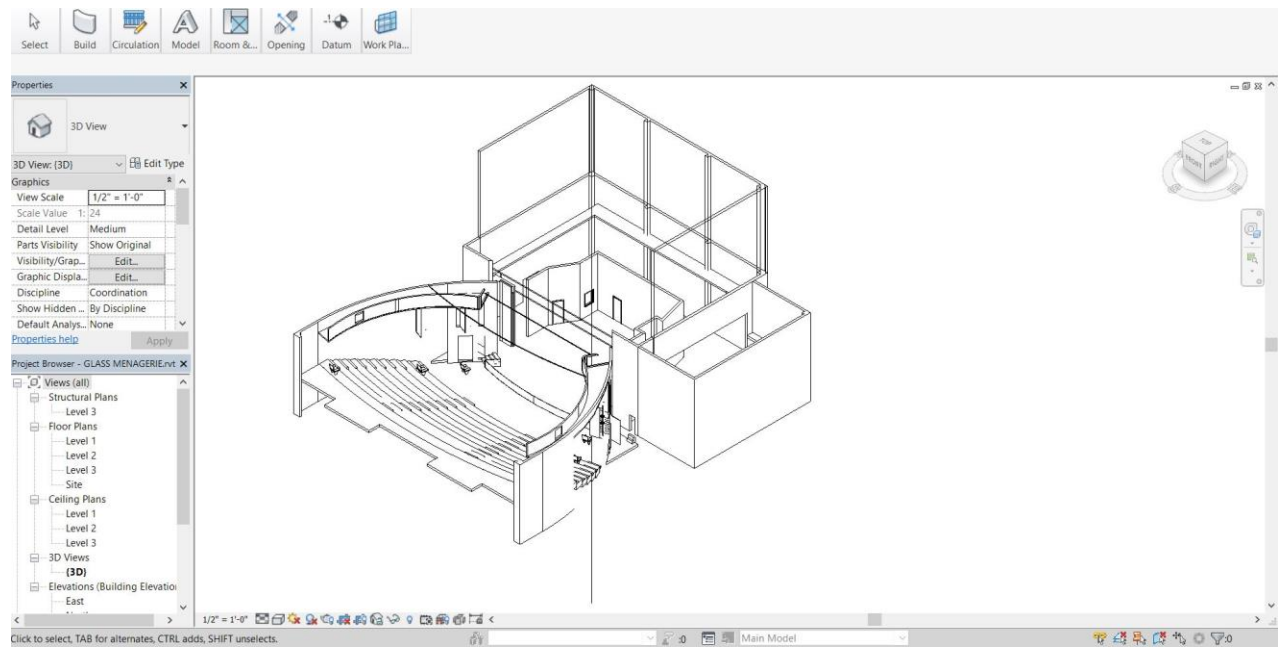 Select Build Circulation Model Room &... Opening Datum Work Pla...
Properties
3D View
3D View: {3D} Edit Type
Graphics
View Scale 1/2" = 1'-0"
Scale Value 1: 24
Detail Level Medium
Parts Visibility Show Original
Visibility/Grap... Edit...
Graphic Displa... Edit...
Discipline Coordination
Show Hidden ... By Discipline
Default Analys... None
Properties help Apply
Project Browser - GLASS MENAGERIE.rvt
Views (all)
Structural Plans
Level 3
Floor Plans
Level 1
Level 2
Level 3
Site
Ceiling Plans
Level 1
Level 2
Level 3
3D Views
{3D}
Elevations (Building Elevation
East
TOP
FRONT
1/2" = 1'-0"
Click to select, TAB for alternates, CTRL adds, SHIFT unselects. :0 Main Model :0